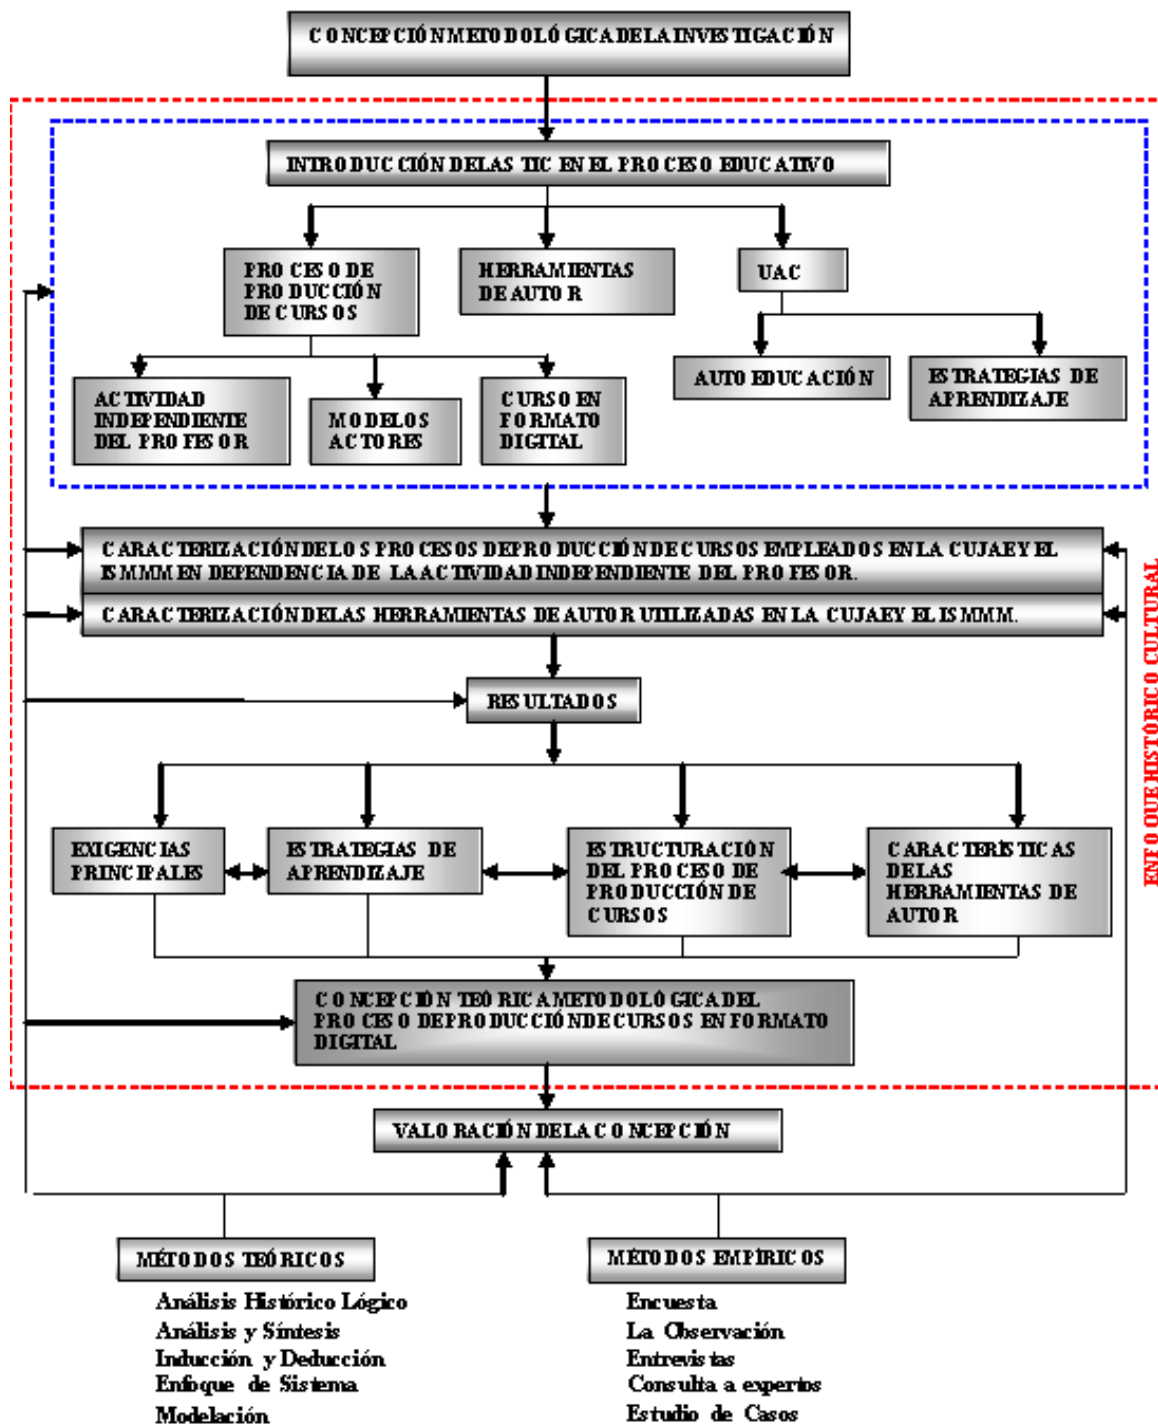 CONCEPCIÓN METODOLÓGICA DE LA INVESTIGACIÓN
INTRODUCCIÓN DE LAS TIC EN EL PROCESO EDUCATIVO
PROCESO DE
PRODUCCIÓN
DE CURSOS
HERRAMIENTAS
DE AUTOR
UAC
ACTIVIDAD
INDEPENDIENTE
DEL PROFESOR
MODELOS
ACTORES
CURSO EN
FORMATO
DIGITAL
AUTO EDUCACIÓN
ESTRATEGIAS DE
APRENDIZAJE
CARACTERIZACIÓN DE LOS PROCESOS DE PRODUCCIÓN DE CURSOS EMPLEADOS EN LA CUJAE Y EL
ISMMM EN DEPENDENCIA DE LA ACTIVIDAD INDEPENDIENTE DEL PROFESOR.
CARACTERIZACIÓN DE LAS HERRAMIENTAS DE AUTOR UTILIZADAS EN LA CUJAE Y EL ISMMM.
RESULTADOS
EXIGENCIAS
PRINCIPALES
ESTRATEGIAS DE
APRENDIZAJE
ESTRUCTURACIÓN
DEL PROCESO DE
PRODUCCIÓN DE
CURSOS
CARACTERÍSTICAS
DE LAS
HERRAMIENTAS DE
AUTOR
ENFOQUE HISTÓRICO CULTURAL
CONCEPCIÓN TEÓRICA METODOLÓGICA DEL
PROCESO DE PRODUCCIÓN DE CURSOS EN FORMATO
DIGITAL
VALORACIÓN DE LA CONCEPCIÓN
MÉTODOS TEÓRICOS
Análisis Histórico Lógico
Análisis y Síntesis
Inducción y Deducción
Enfoque de Sistema
Modelación
MÉTODOS EMPÍRICOS
Encuesta
La Observación
Entrevistas
Consulta a expertos
Estudio de Casos